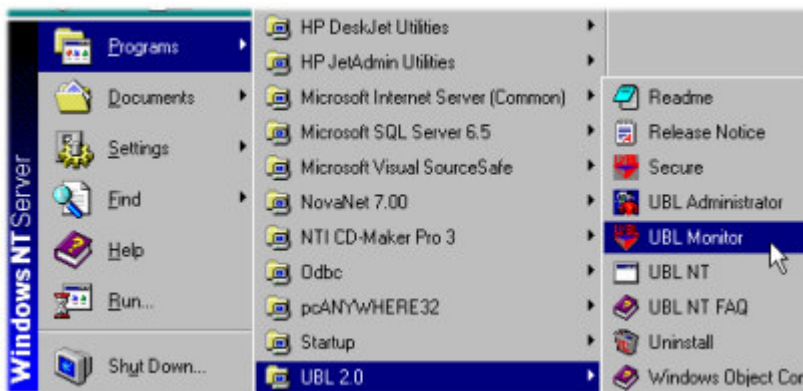 Windows NT Server
Programs
Documents
Settings
Find
Help
Run...
Shut Down...
HP DeskJet Utilities
HP JetAdmin Utilities
Microsoft Internet Server (Common)
Microsoft SQL Server 6.5
Microsoft Visual SourceSafe
NovaNet 7.00
NTI CD-Maker Pro 3
Odbc
pcANYWHERE32
Startup
UBL 2.0
Readme
Release Notice
Secure
UBL Administrator
UBL Monitor
UBL NT
UBL NT FAQ
Uninstall
Windows Object Cor